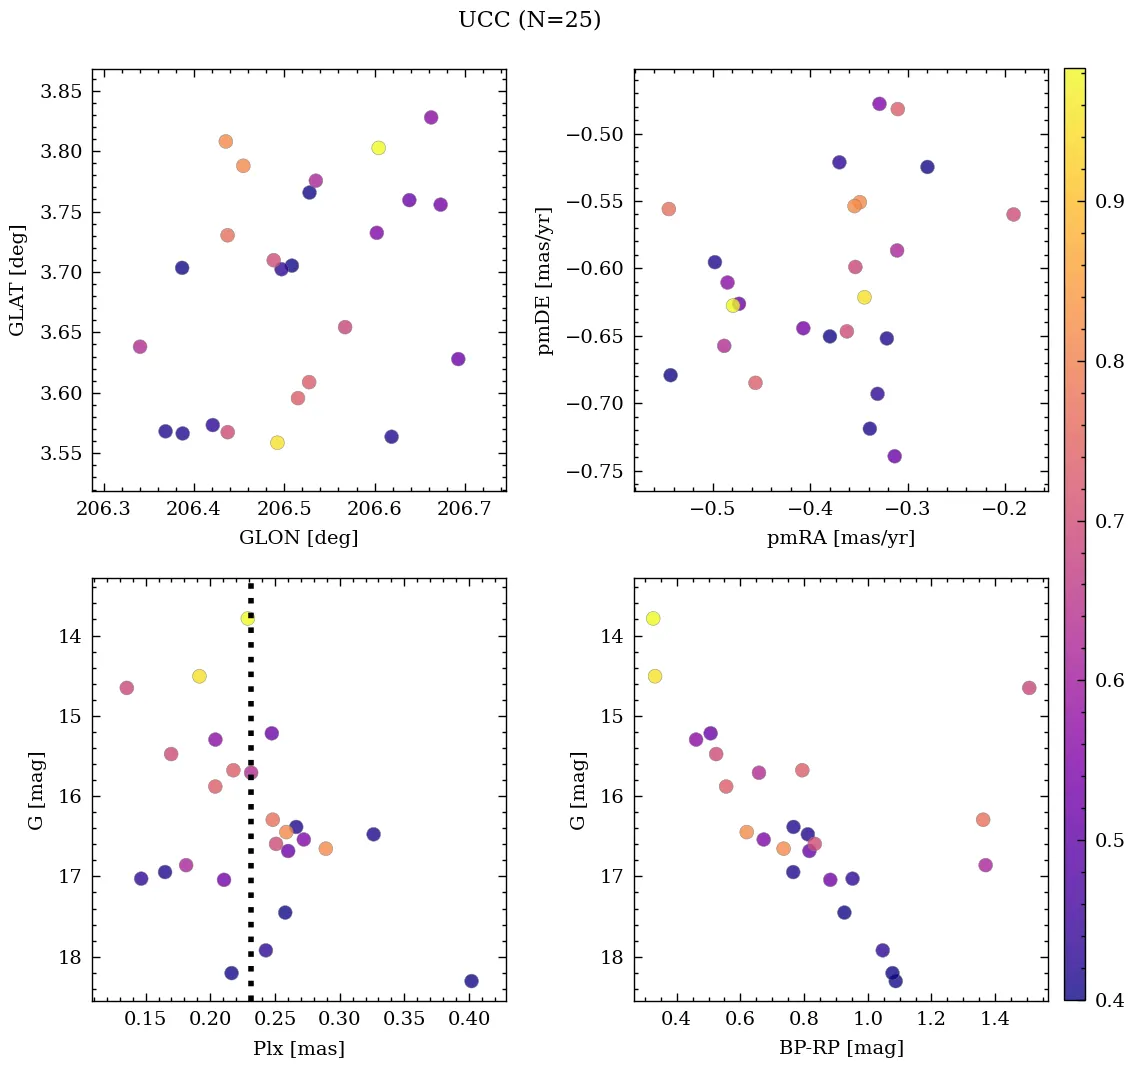 UCC (N=25)
3.85
3.80
3.75
3.70
3.65
3.60
3.55
GLAT [deg]
206.3 206.4 206.5 206.6 206.7
GLON [deg]
−0.50
−0.55
−0.60
−0.65
−0.70
−0.75
pmDE [mas/yr]
−0.5 −0.4 −0.3 −0.2
pmRA [mas/yr]
14
15
16
17
18
G [mag]
0.15 0.20 0.25 0.30 0.35 0.40
Plx [mas]
14
15
16
17
18
G [mag]
0.4 0.6 0.8 1.0 1.2 1.4
BP-RP [mag]
0.9
0.8
0.7
0.6
0.5
0.4